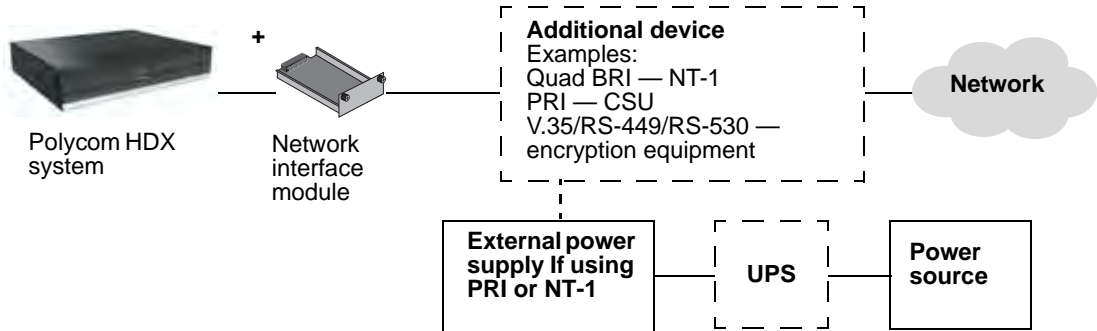 +
Polycom HDX
system
Network
interface
module
Additional device
Examples:
Quad BRI — NT-1
PRI — CSU
V.35/RS-449/RS-530 —
encryption equipment
Network
External power
supply If using
PRI or NT-1
UPS
Power
source